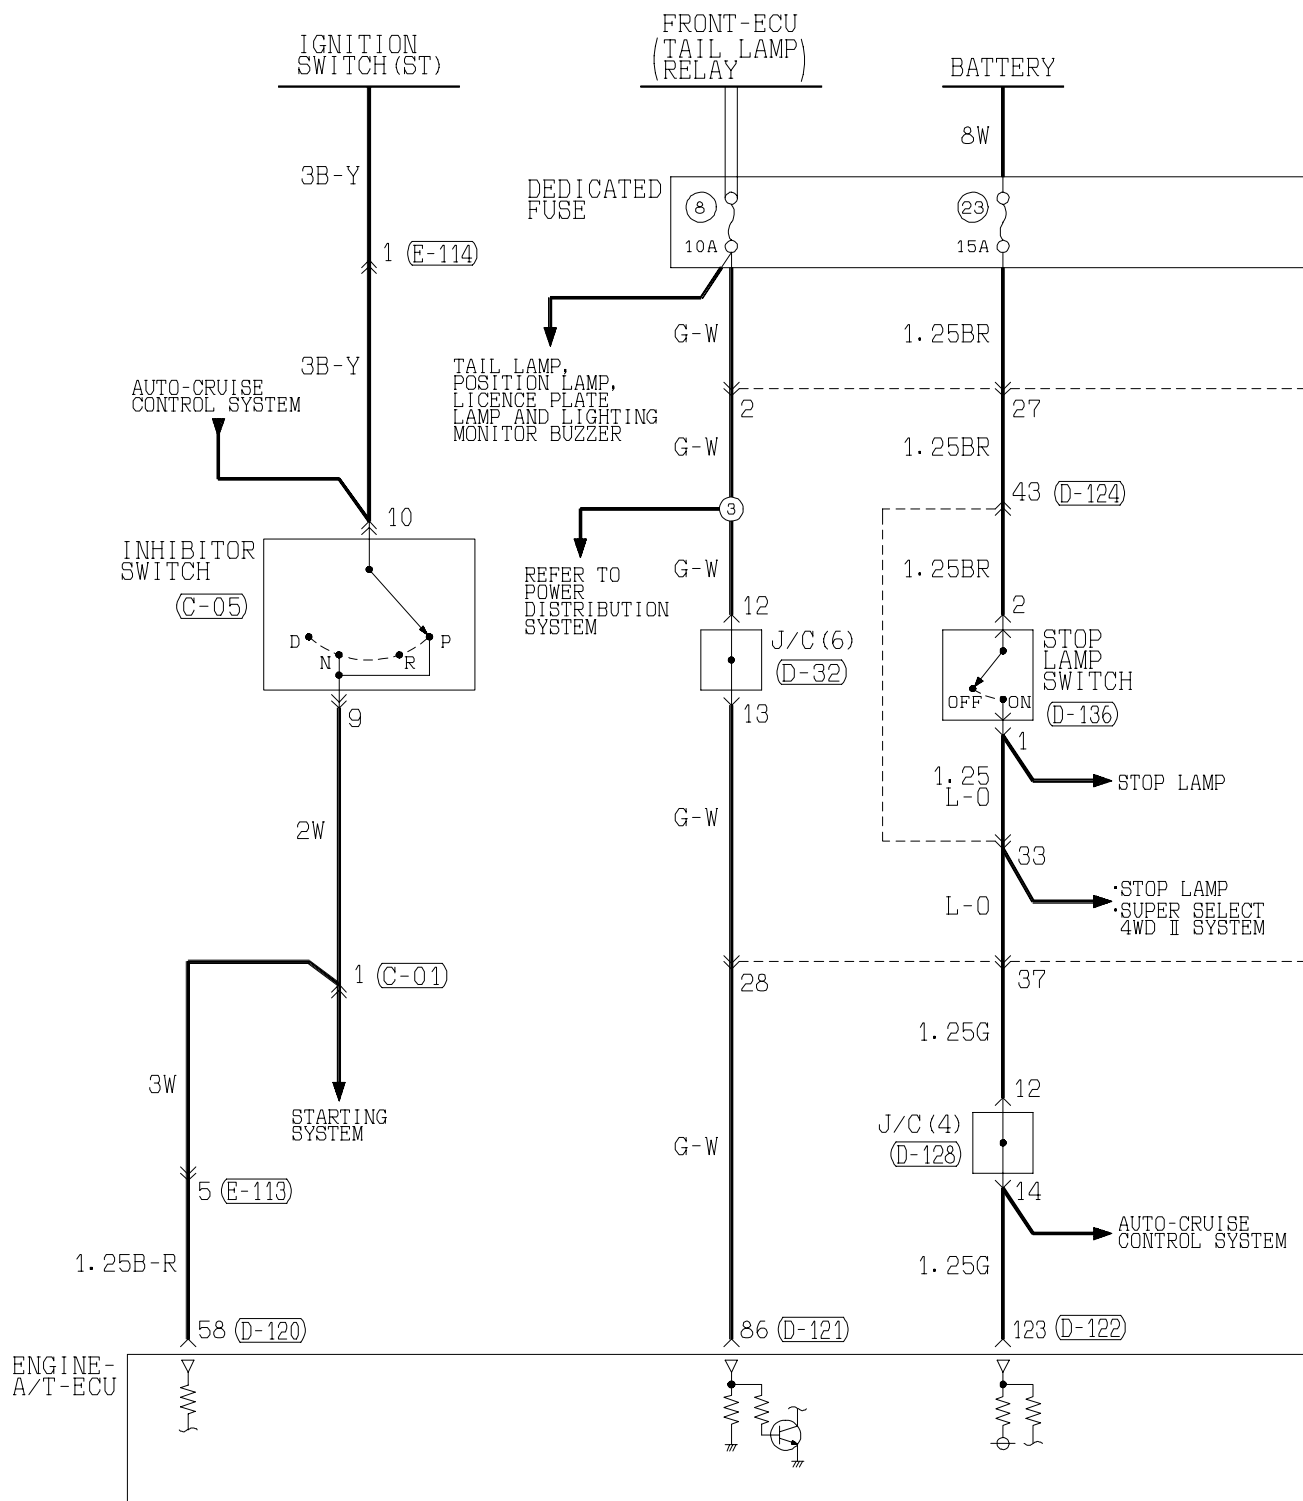 IGNITION
SWITCH(ST)
FRONT-ECU
(TAIL LAMP)
(RELAY)
BATTERY
8W
3B-Y
DEDICATED
FUSE
8
10A
23
15A
1 E-114
G-W
1.25BR
3B-Y
TAIL LAMP,
POSITION LAMP,
LICENCE PLATE
LAMP AND LIGHTING
MONITOR BUZZER
AUTO-CRUISE
CONTROL SYSTEM
2
27
G-W
1.25BR
43 D-124
3
10
INHIBITOR
SWITCH
C-05
D
N
R
P
9
REFER TO
POWER
DISTRIBUTION
SYSTEM
G-W
1.25BR
12
J/C(6)
D-32
13
2
STOP
LAMP
SWITCH
D-136
OFF
ON
1
1.25
L-O
STOP LAMP
2W
G-W
33
L-O
·STOP LAMP
·SUPER SELECT
4WD II SYSTEM
1 C-01
28
37
1.25G
3W
STARTING
SYSTEM
G-W
12
J/C(4)
D-128
14
5 E-113
AUTO-CRUISE
CONTROL SYSTEM
1.25B-R
1.25G
58 D-120
86 D-121
123 D-122
ENGINE-
A/T-ECU